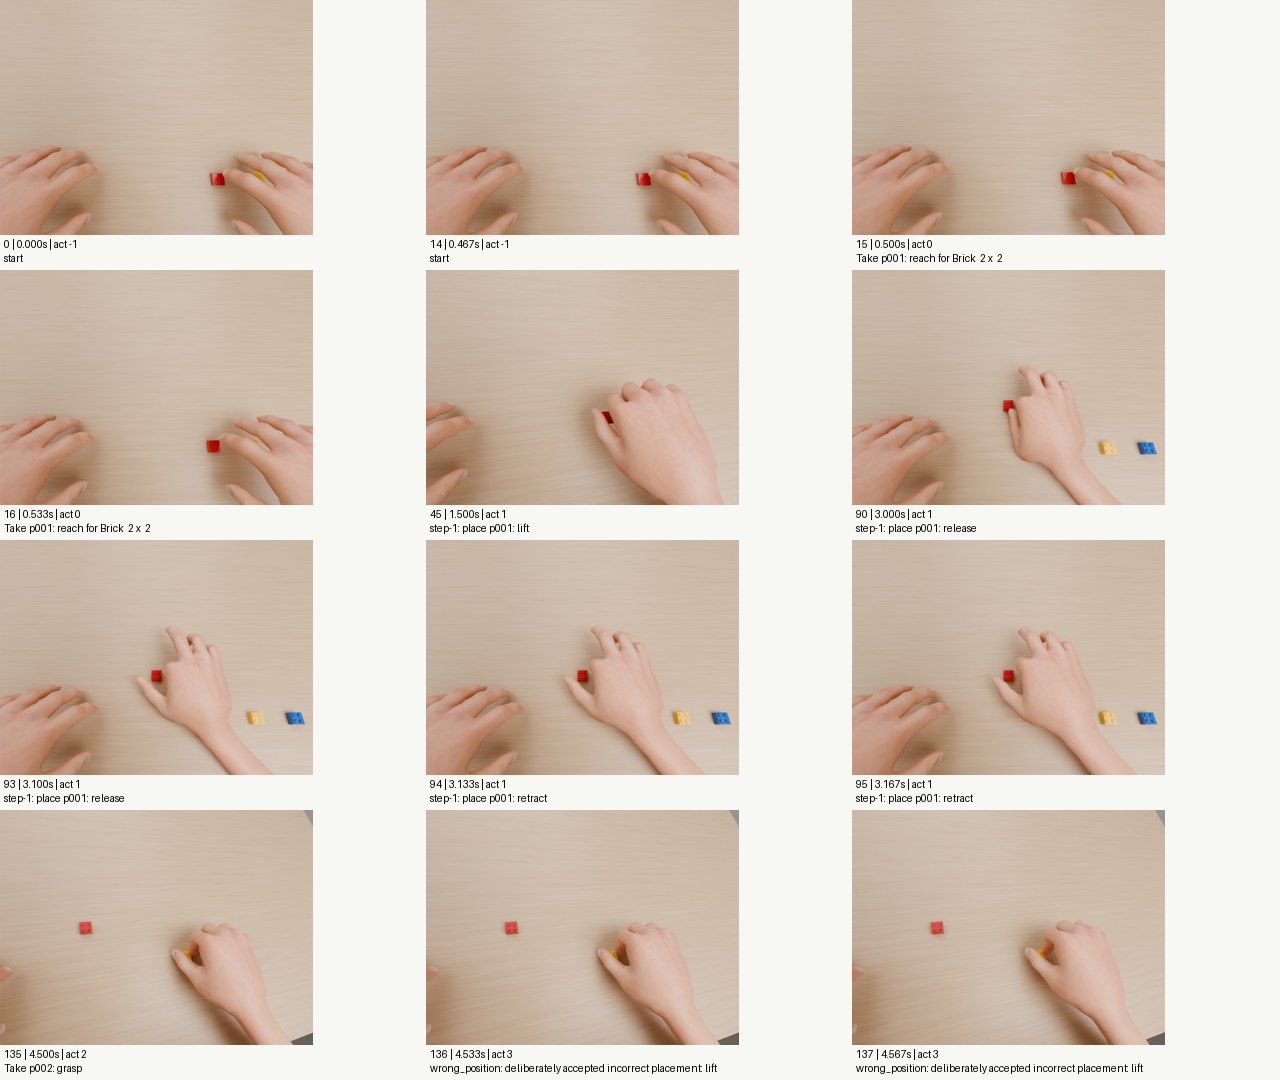 0 | 0.000s | act -1
start
14 | 0.467s | act -1
start
15 | 0.500s | act 0
Take p001: reach for Brick 2 x 2
16 | 0.533s | act 0
Take p001: reach for Brick 2 x 2
45 | 1.500s | act 1
step-1: place p001: lift
90 | 3.000s | act 1
step-1: place p001: release
93 | 3.100s | act 1
step-1: place p001: release
94 | 3.133s | act 1
step-1: place p001: retract
95 | 3.167s | act 1
step-1: place p001: retract
135 | 4.500s | act 2
Take p002: grasp
136 | 4.533s | act 3
wrong_position: deliberately accepted incorrect placement: lift
137 | 4.567s | act 3
wrong_position: deliberately accepted incorrect placement: lift